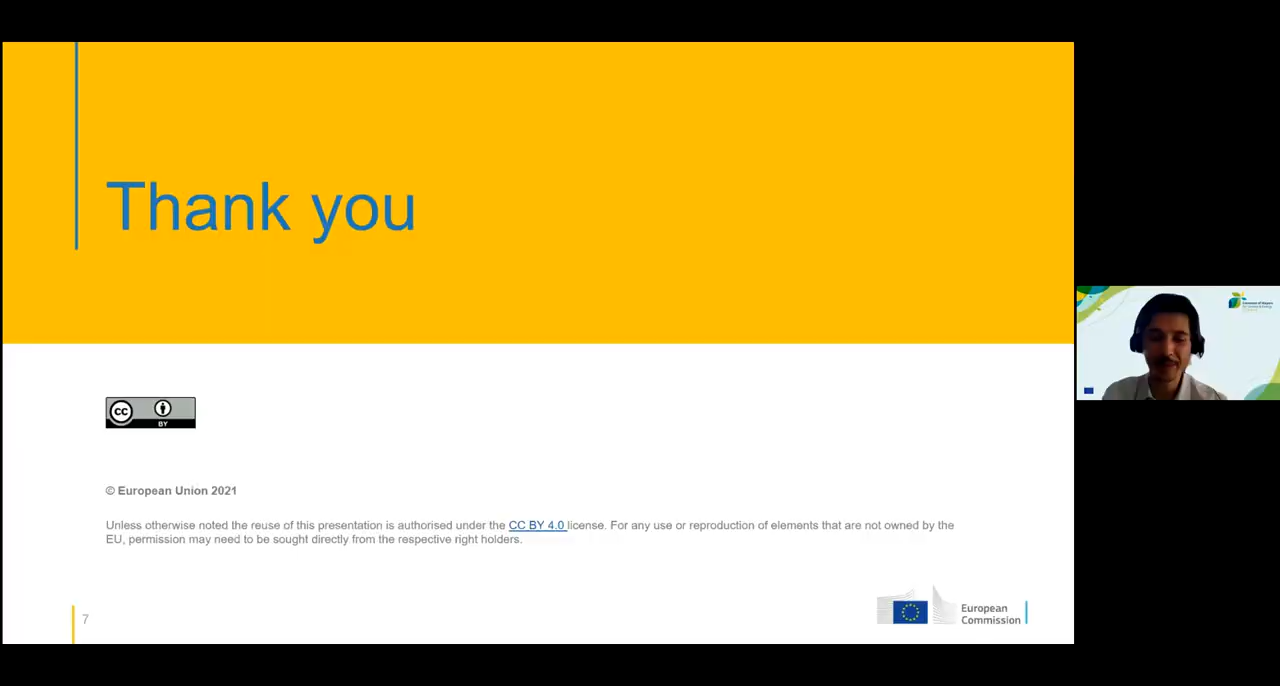 Thank you
CC
BY
© European Union 2021
Unless otherwise noted the reuse of this presentation is authorised under the CC BY 4.0 license. For any use or reproduction of elements that are not owned by the
EU, permission may need to be sought directly from the respective right holders.
7
European
Commission